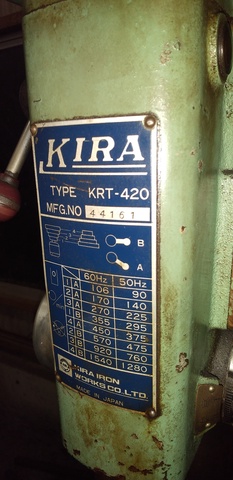 KIRA
TYPE KRT-420
MFG.NO 44161
B
A
60Hz 50Hz
1 A 106 90
2 A 170 140
3 A 270 225
1 B 355 295
4 A 450 375
2 B 570 475
3 B 920 760
4 B 1540 1280
KIRA IRON
WORKS CO.,LTD.
MADE IN JAPAN